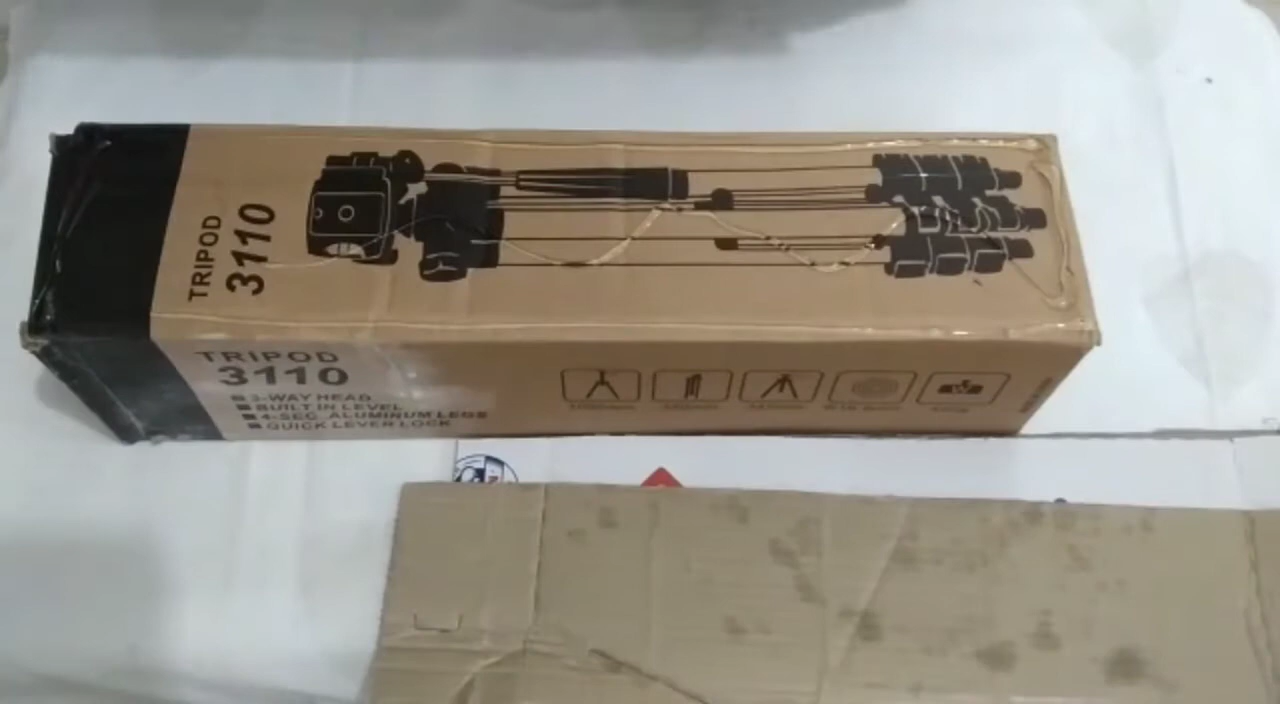 TRIPOD
3110
TRIPOD
3110
3-WAY HEAD
BUILT IN LEVEL
4-SEC. ALUMINUM LEGS
QUICK LEVER LOCK